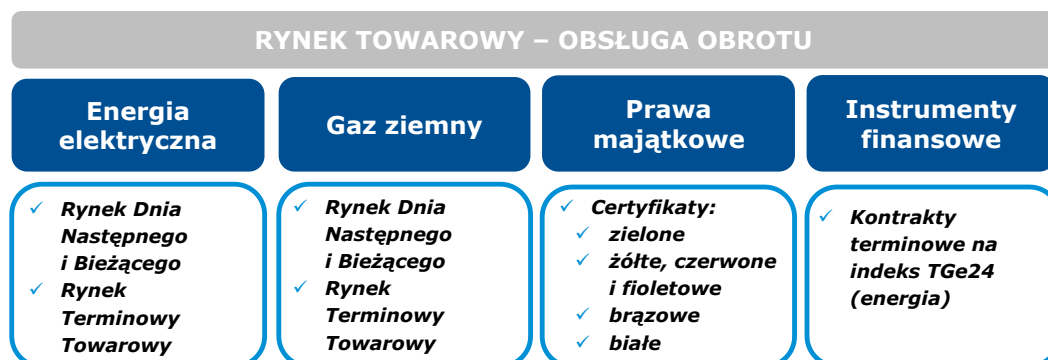 RYNEK TOWAROWY – OBSŁUGA OBROTU
Energia
elektryczna
Gaz ziemny
Prawa
majątkowe
Instrumenty
finansowe
✓ Rynek Dnia
Następnego
i Bieżącego
✓ Rynek
Terminowy
Towarowy
✓ Rynek Dnia
Następnego
i Bieżącego
✓ Rynek
Terminowy
Towarowy
✓ Certyfikaty:
✓ zielone
✓ żółte, czerwone
i fioletowe
✓ brązowe
✓ białe
✓ Kontrakty
terminowe na
indeks TGe24
(energia)